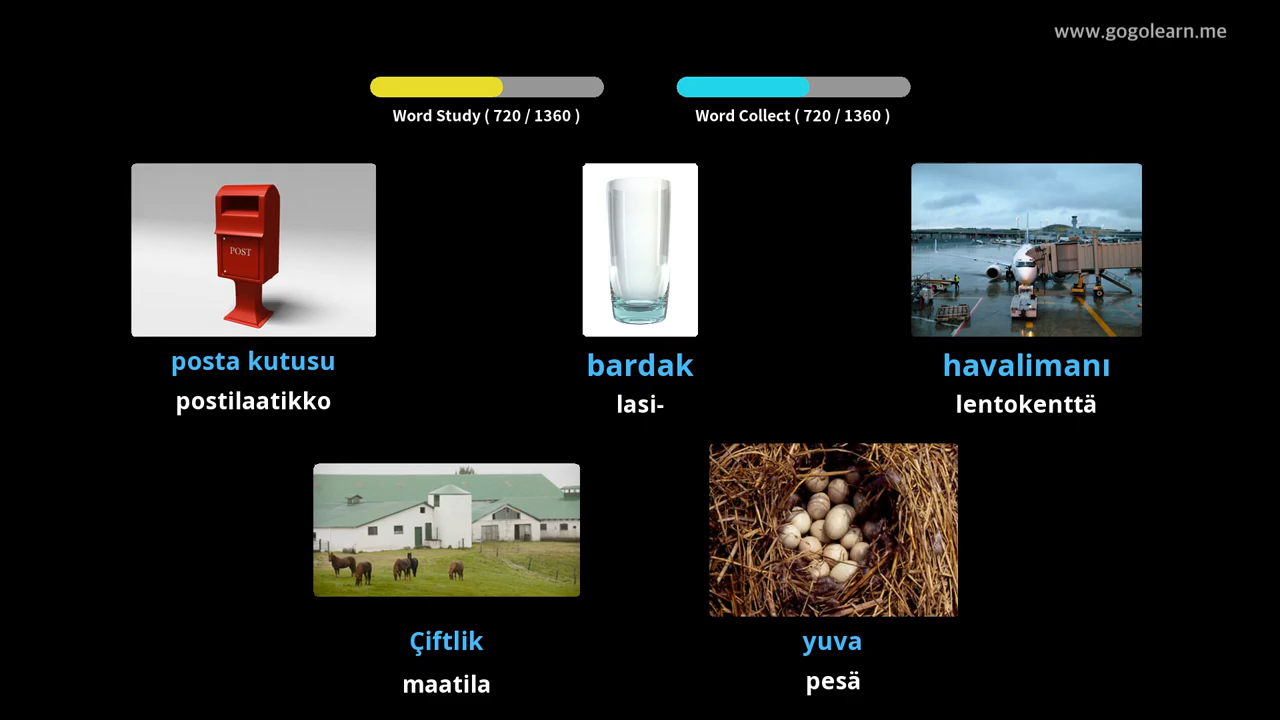 www.gogolearn.me
Word Study ( 720 / 1360 )
Word Collect ( 720 / 1360 )
POST
posta kutusu
postilaatikko
bardak
lasi-
havalimanı
lentokenttä
Çiftlik
maatila
yuva
pesä